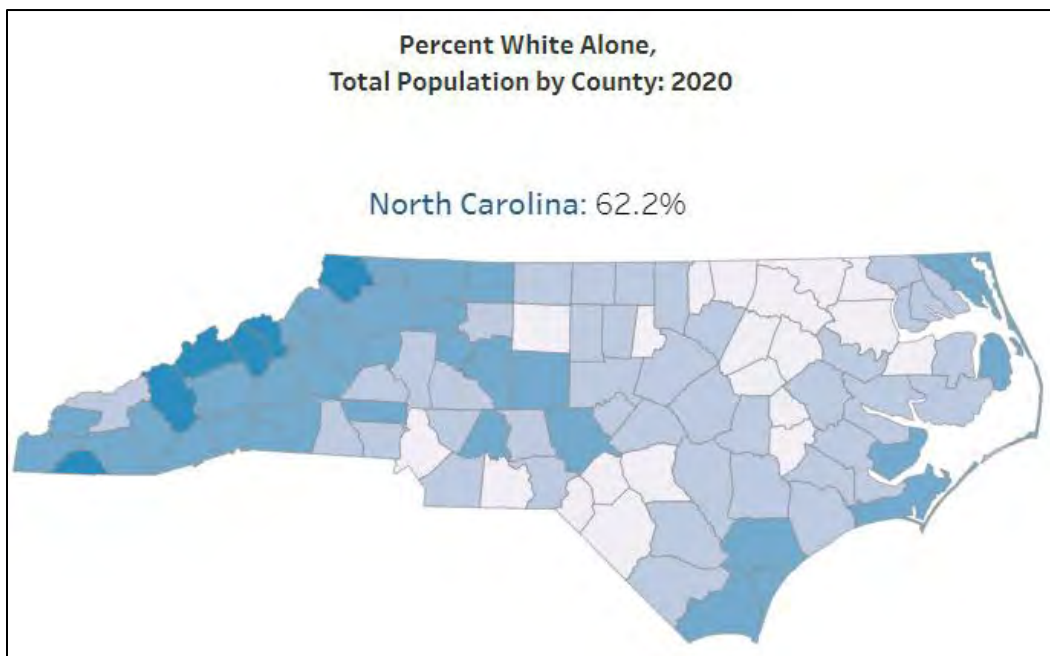 Percent White Alone,
Total Population by County: 2020
North Carolina: 62.2%